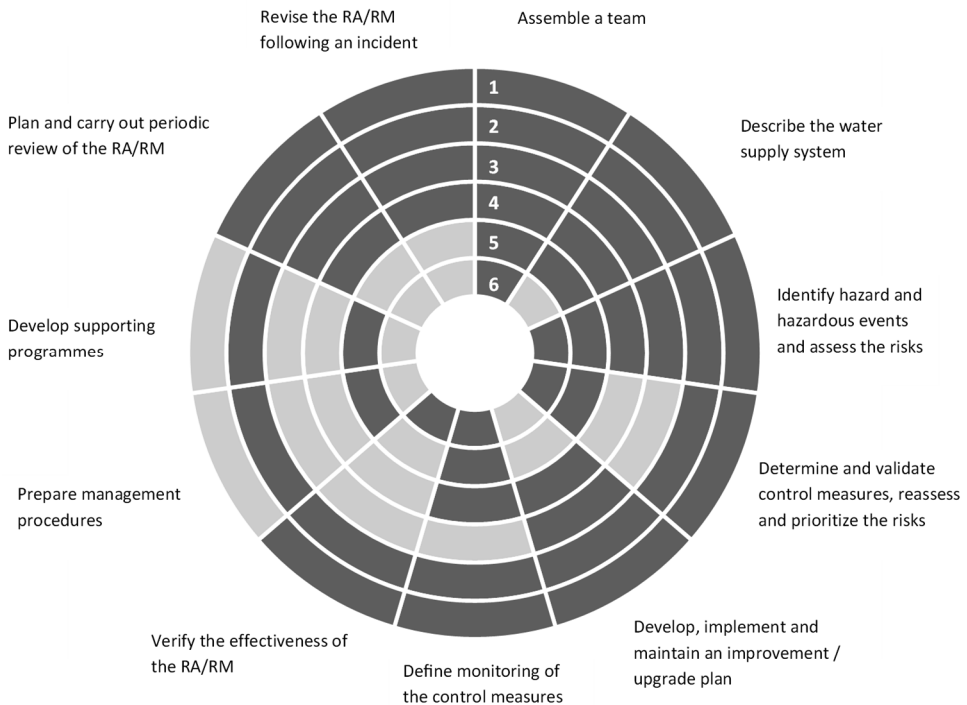 Revise the RA/RM
following an incident
Assemble a team
1
2
3
4
5
6
Plan and carry out periodic
review of the RA/RM
Describe the water
supply system
Develop supporting
programmes
Identify hazard and
hazardous events
and assess the risks
Prepare management
procedures
Determine and validate
control measures, reassess
and prioritize the risks
Verify the effectiveness of
the RA/RM
Define monitoring of
the control measures
Develop, implement and
maintain an improvement /
upgrade plan